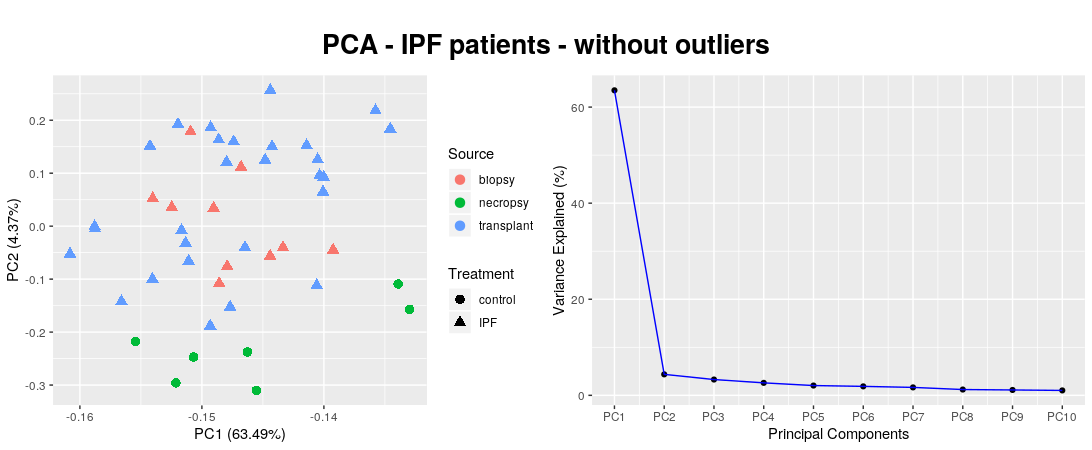 PCA - IPF patients - without outliers
PC2 (4.37%)
0.2
0.1
0.0
-0.1
-0.2
-0.3
-0.16
-0.15
-0.14
PC1 (63.49%)
Source
biopsy
necropsy
transplant
Treatment
control
IPF
Variance Explained (%)
60
40
20
0
PC1 PC2 PC3 PC4 PC5 PC6 PC7 PC8 PC9 PC10
Principal Components